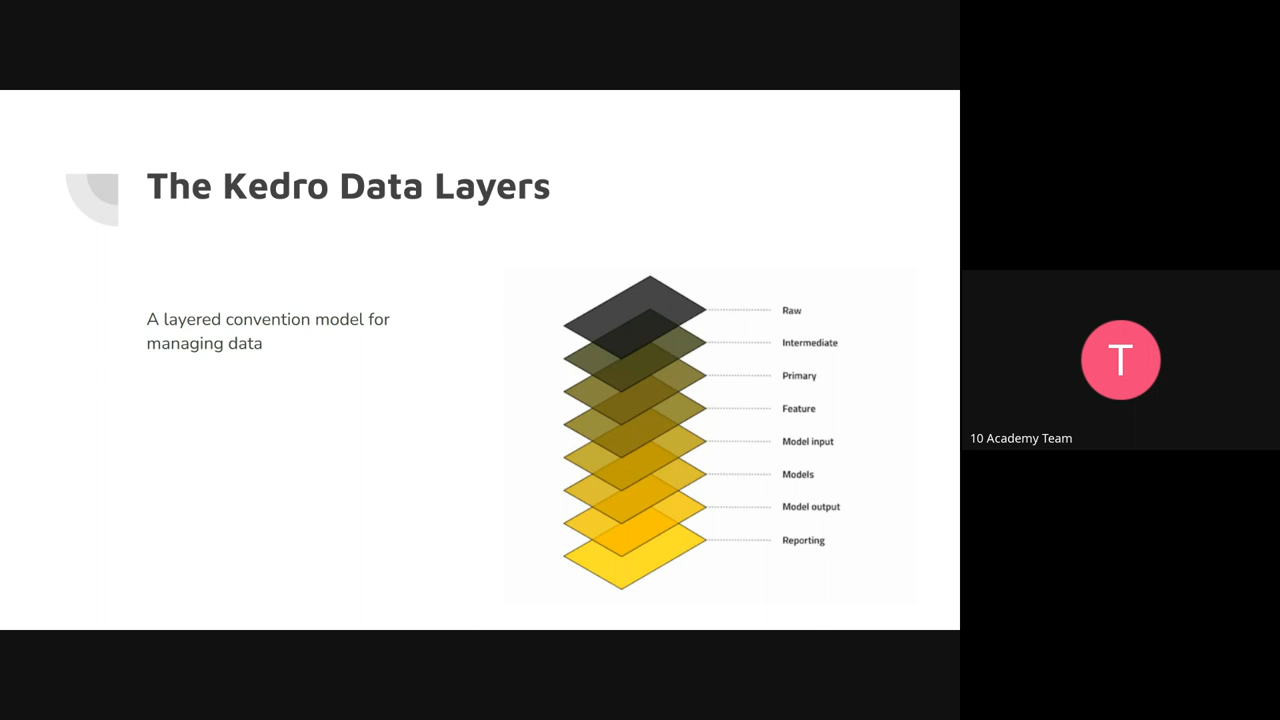 The Kedro Data Layers
A layered convention model for
managing data
Raw
Intermediate
Primary
Feature
Model input
Models
Model output
Reporting
T
10 Academy Team